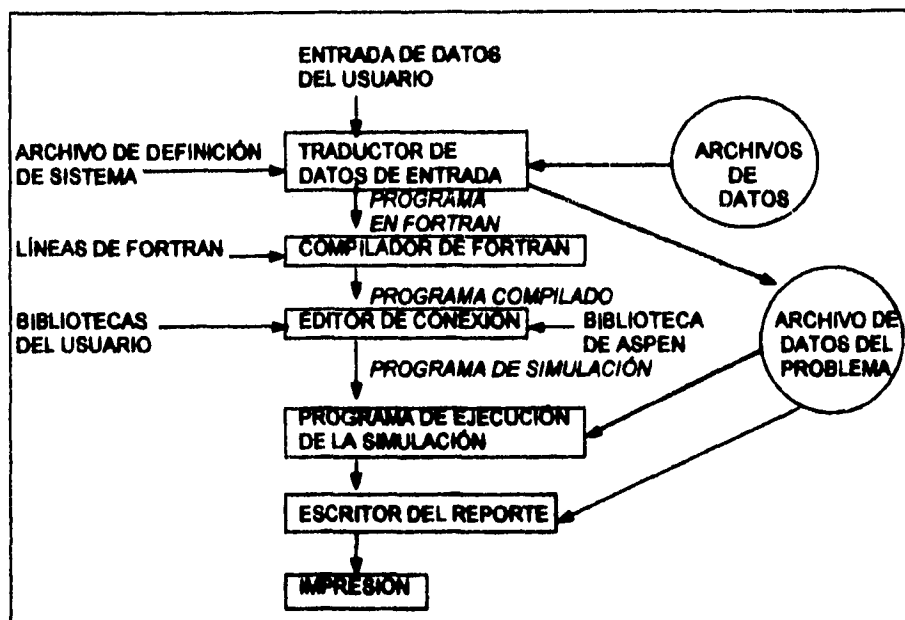 ENTRADA DE DATOS
DEL USUARIO
ARCHIVO DE DEFINICIÓN
DE SISTEMA
TRADUCTOR DE
DATOS DE ENTRADA
ARCHIVOS
DE
DATOS
PROGRAMA
EN FORTRAN
LÍNEAS DE FORTRAN
COMPILADOR DE FORTRAN
PROGRAMA COMPILADO
BIBLIOTECAS
DEL USUARIO
EDITOR DE CONEXIÓN
BIBLIOTECA
DE ASPEN
ARCHIVO DE
DATOS DEL
PROBLEMA
PROGRAMA DE SIMULACIÓN
PROGRAMA DE EJECUCIÓN
DE LA SIMULACIÓN
ESCRITOR DEL REPORTE
IMPRESIÓN